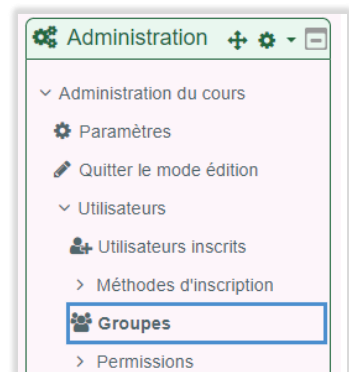 Administration
Administration du cours
Paramètres
Quitter le mode édition
Utilisateurs
Utilisateurs inscrits
Méthodes d'inscription
Groupes
Permissions